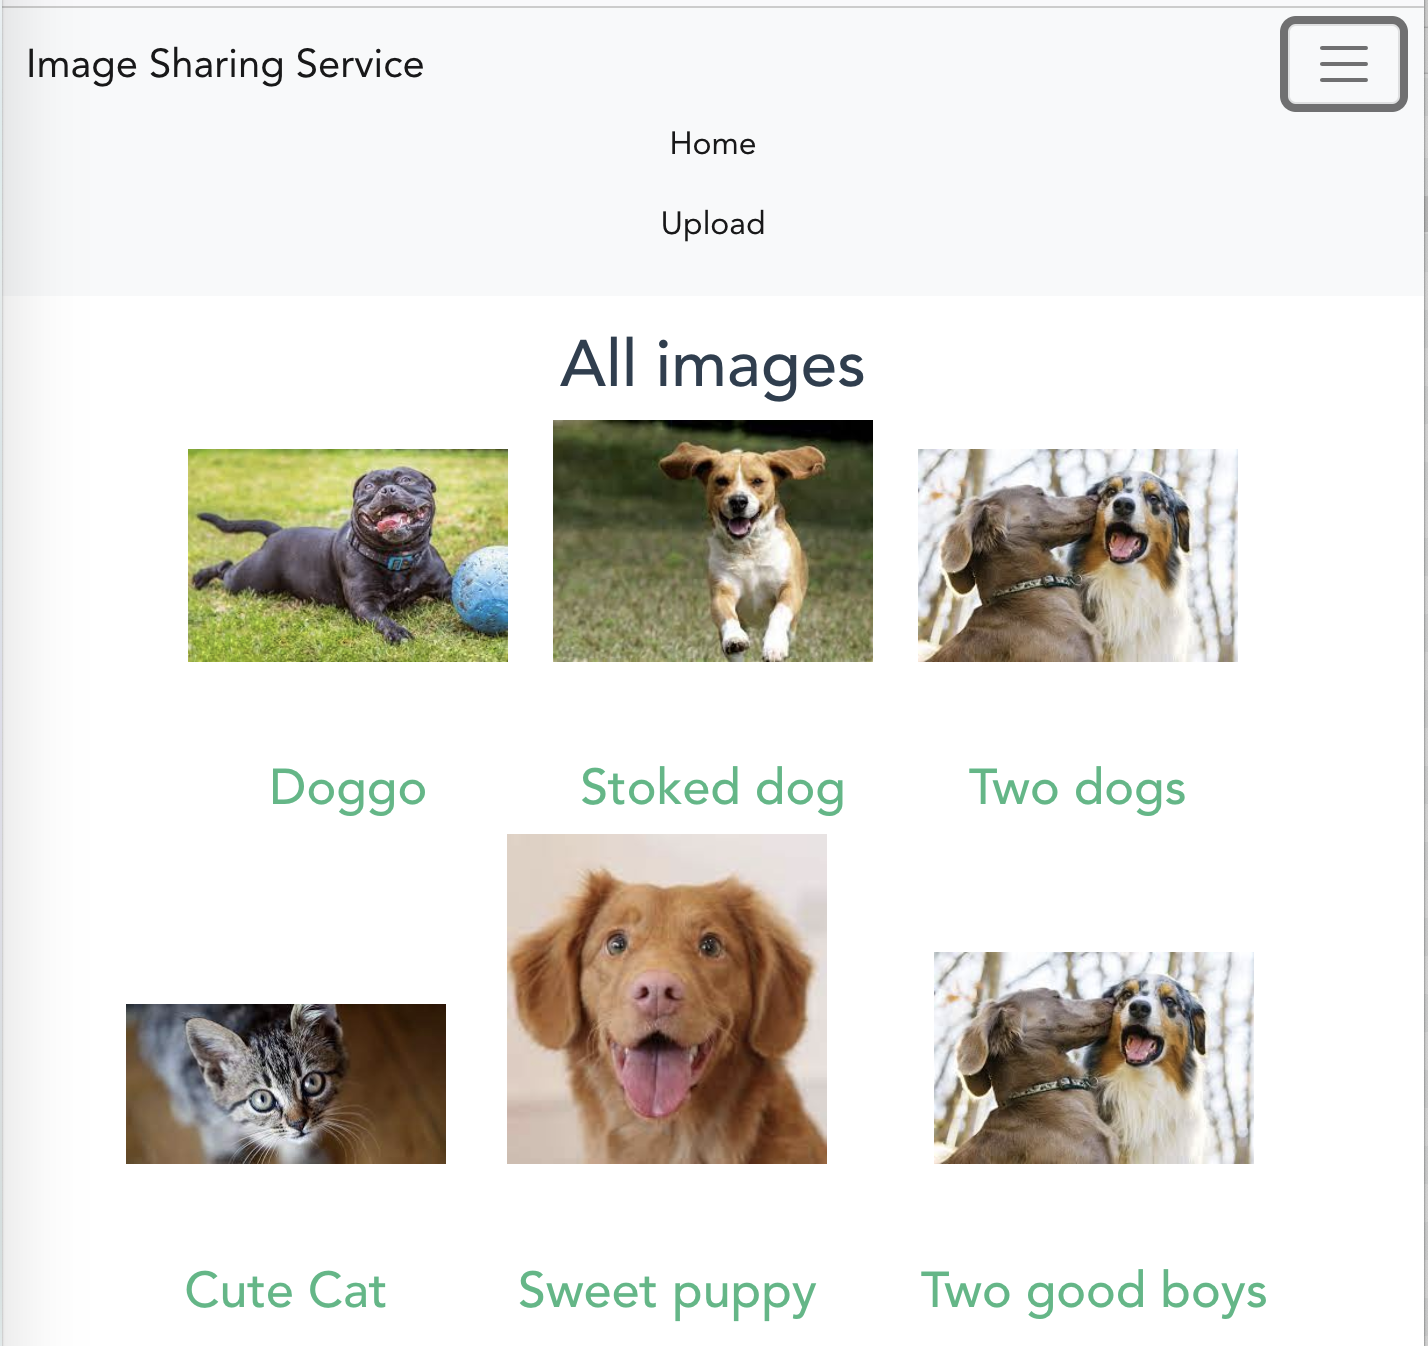 Image Sharing Service
Home
Upload
All images
Doggo
Stoked dog
Two dogs
Cute Cat
Sweet puppy
Two good boys